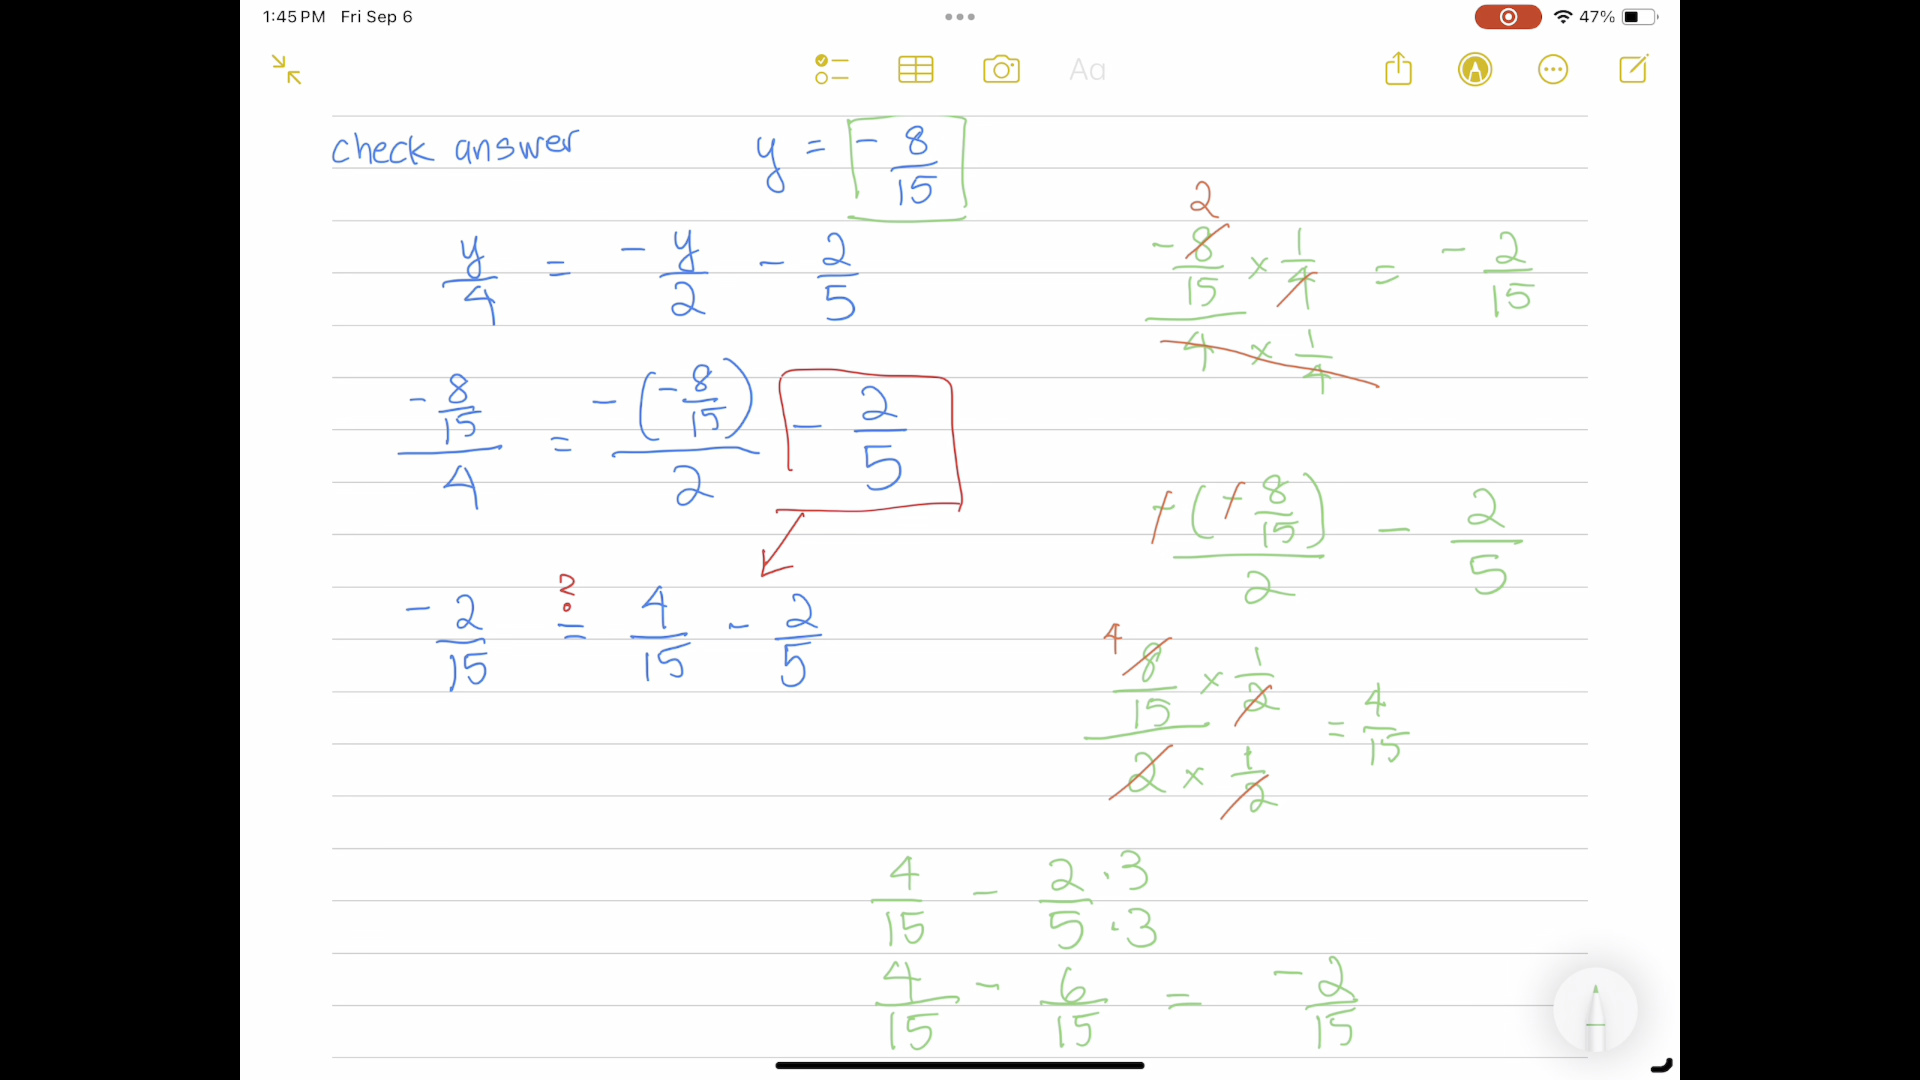 1:45 PM Fri Sep 6
47%
Aa
check answer y = - 8/15
y/4 = - y/2 - 2/5
2
(- 8/15 × 1/4) / (4 × 1/4) = - 2/15
(- 8/15) / 4 = - (- 8/15) / 2 - 2/5
- (- 8/15) / 2 - 2/5
- 2/15 ?= 4/15 - 2/5
4
(8/15 × 1/2) / (2 × 1/2) = 4/15
4/15 - 2·3/5·3
4/15 - 6/15 = - 2/15